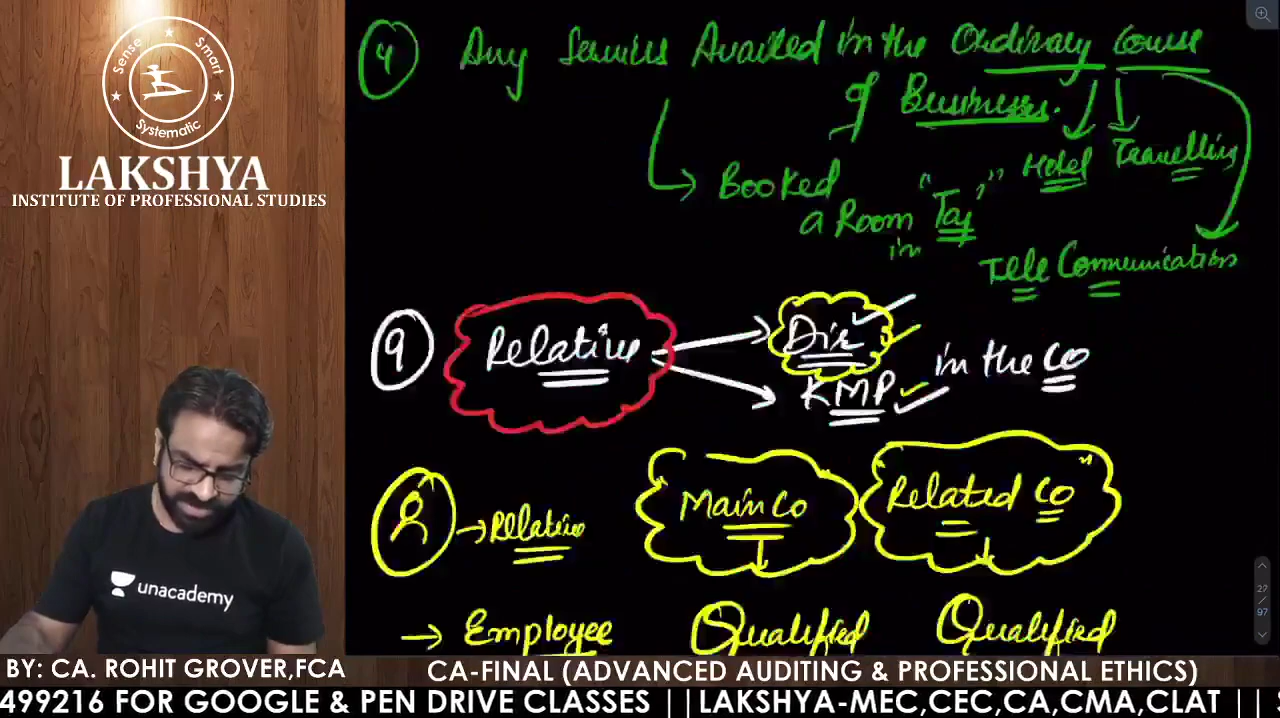 Sense
Smart
Systematic
LAKSHYA
INSTITUTE OF PROFESSIONAL STUDIES
4 Any Services Availed in the Ordinary Course
of Business.
Hotel Travelling
Booked
a Room in "Taj"
Tele Communication
9 Relative
Dir
KMP in the Co
→ Relative Main Co Related Co
→ Employee Qualified Qualified
unacademy
27
/
97
BY: CA. ROHIT GROVER,FCA CA-FINAL (ADVANCED AUDITING & PROFESSIONAL ETHICS)
499216 FOR GOOGLE & PEN DRIVE CLASSES ||LAKSHYA-MEC,CEC,CA,CMA,CLAT || S